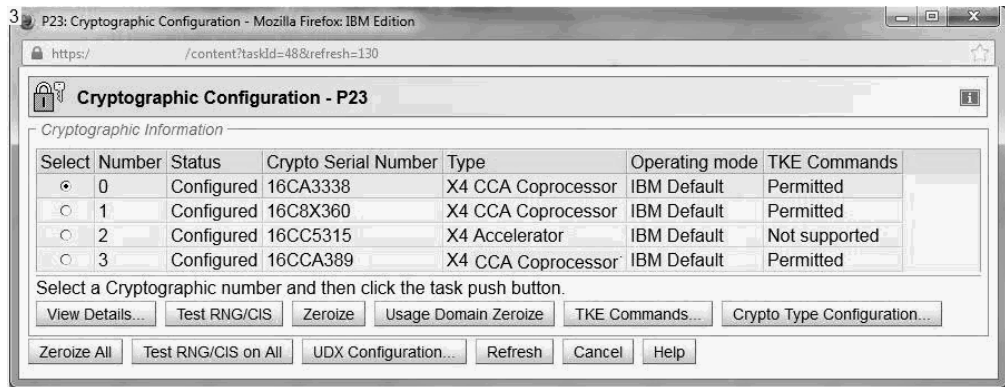 3
P23: Cryptographic Configuration - Mozilla Firefox: IBM Edition
https:/ /content?taskId=48&refresh=130
Cryptographic Configuration - P23
i
Cryptographic Information
Select Number Status Crypto Serial Number Type Operating mode TKE Commands
0 Configured 16CA3338 X4 CCA Coprocessor IBM Default Permitted
1 Configured 16C8X360 X4 CCA Coprocessor IBM Default Permitted
2 Configured 16CC5315 X4 Accelerator IBM Default Not supported
3 Configured 16CCA389 X4 CCA Coprocessor IBM Default Permitted
Select a Cryptographic number and then click the task push button.
View Details... Test RNG/CIS Zeroize Usage Domain Zeroize TKE Commands... Crypto Type Configuration...
Zeroize All Test RNG/CIS on All UDX Configuration... Refresh Cancel Help